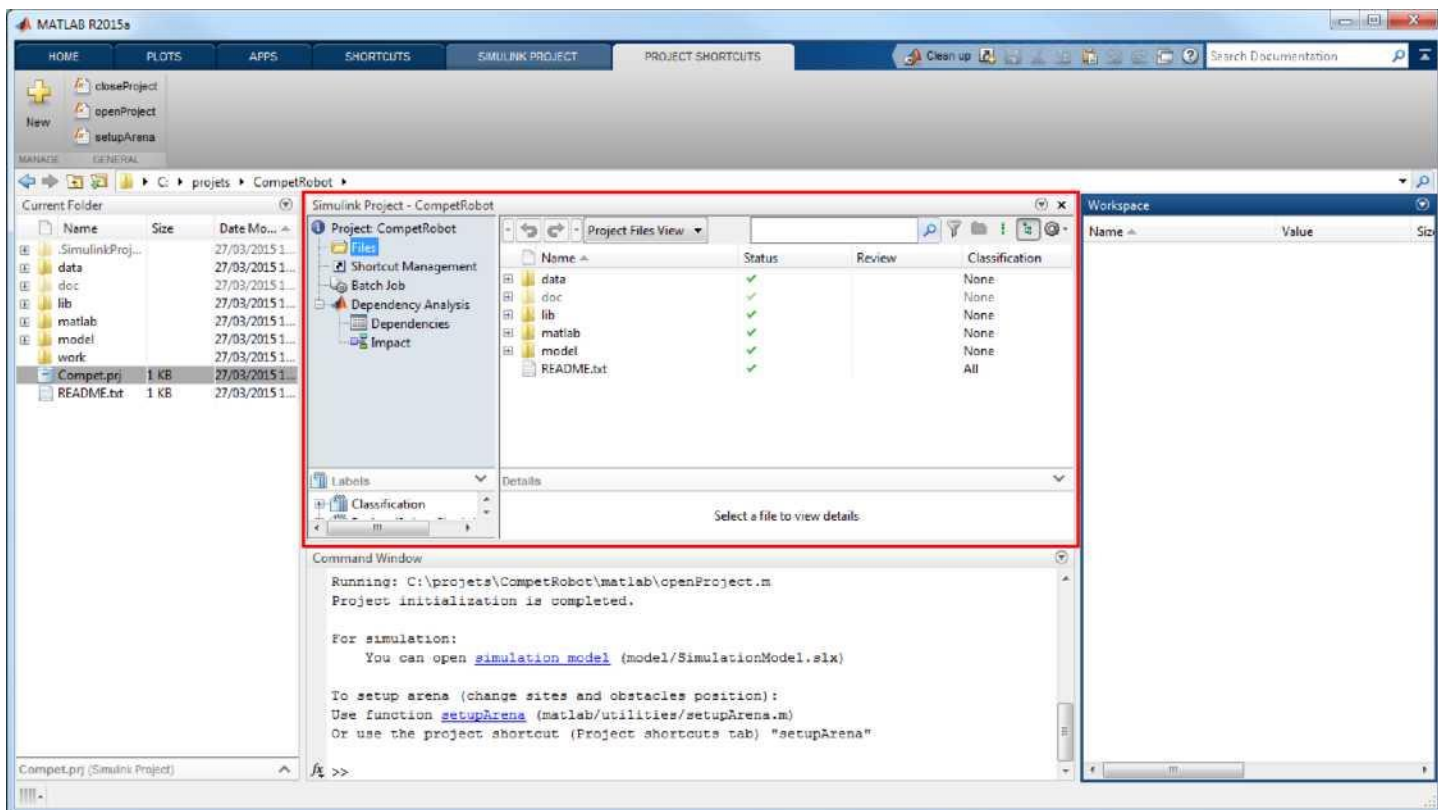 MATLAB R2015a
HOME PLOTS APPS SHORTCUTS SIMULINK PROJECT PROJECT SHORTCUTS Clean up Search Documentation
New
closeProject
openProject
setupArena
MANAGE GENERAL
C: projets CompetRobot
Current Folder
Name Size Date Mo...
.SimulinkProj... 27/03/2015 1...
data 27/03/2015 1...
doc 27/03/2015 1...
lib 27/03/2015 1...
matlab 27/03/2015 1...
model 27/03/2015 1...
work 27/03/2015 1...
Compet.prj 1 KB 27/03/2015 1...
README.txt 1 KB 27/03/2015 1...
Compet.prj (Simulink Project)
Simulink Project - CompetRobot
Project: CompetRobot
Files
Shortcut Management
Batch Job
Dependency Analysis
Dependencies
Impact
Labels
Classification
Project Files View
Name Status Review Classification
data None
doc None
lib None
matlab None
model None
README.txt All
Details
Select a file to view details
Command Window
Running: C:\projets\CompetRobot\matlab\openProject.m
Project initialization is completed.
For simulation:
You can open simulation model (model/SimulationModel.slx)
To setup arena (change sites and obstacles position):
Use function setupArena (matlab/utilities/setupArena.m)
Or use the project shortcut (Project shortcuts tab) "setupArena"
fx >>
Workspace
Name Value Siz